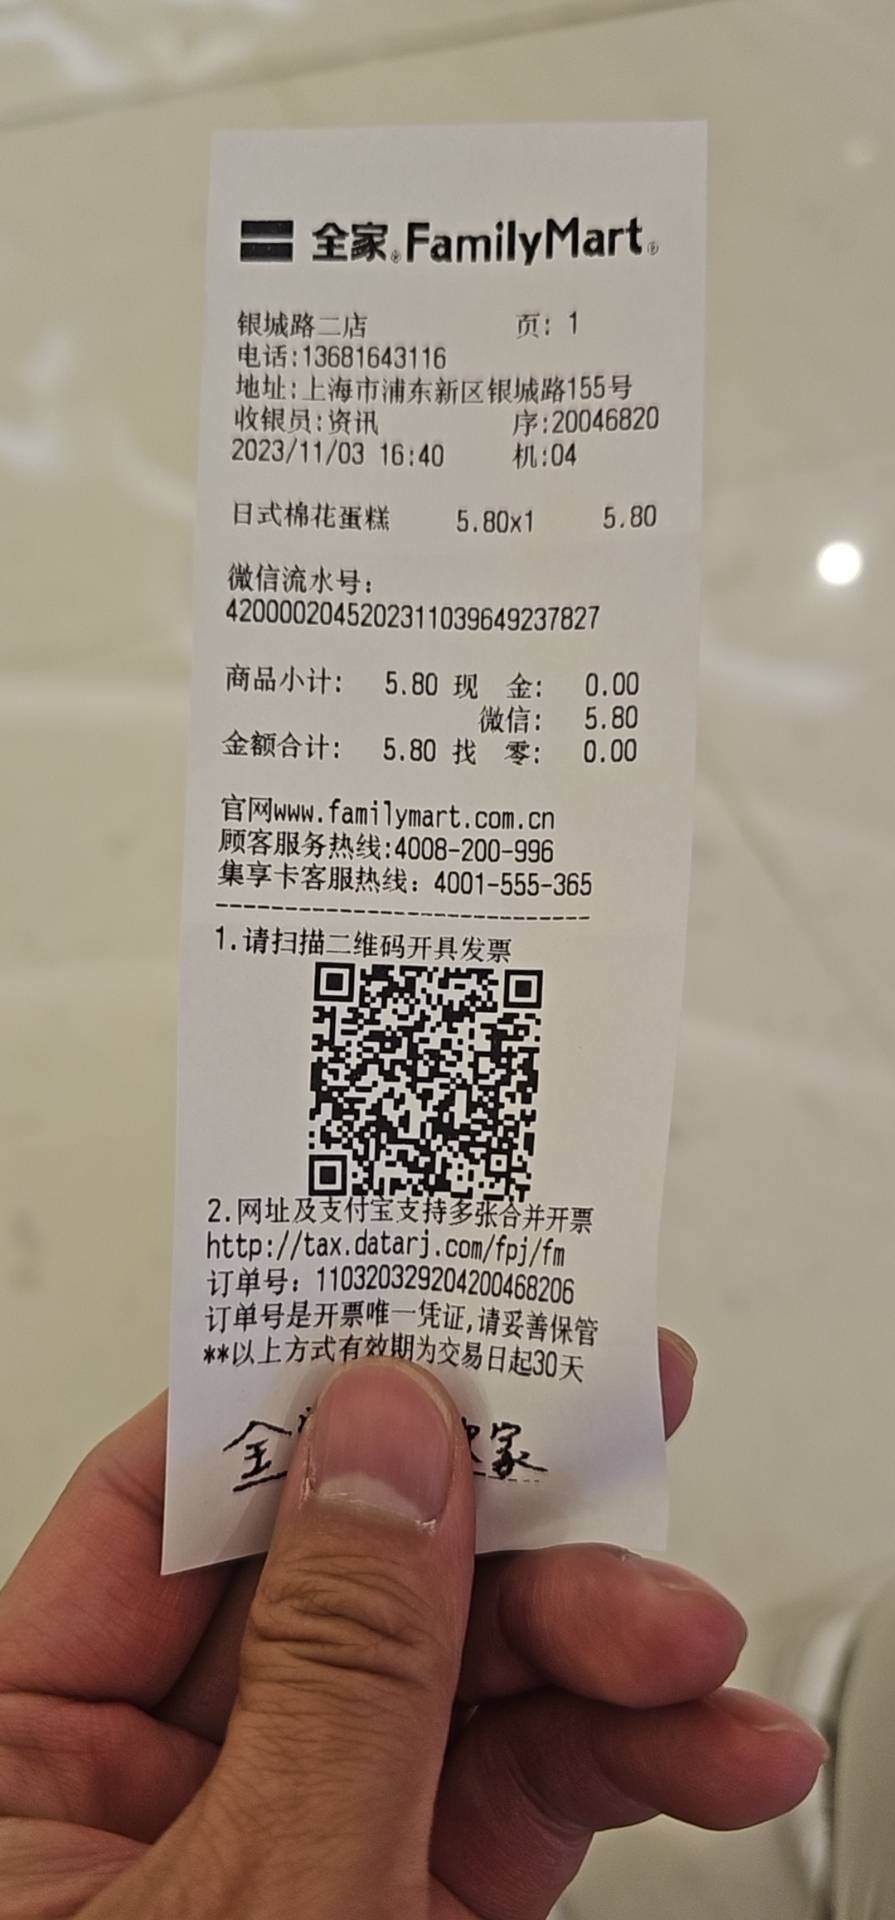 全家 FamilyMart
银城路二店 页: 1
电话:13681643116
地址:上海市浦东新区银城路155号
收银员:资讯 序:20046820
2023/11/03 16:40 机:04
日式棉花蛋糕 5.80x1 5.80
微信流水号:
4200002045202311039649237827
商品小计: 5.80 现 金: 0.00
微信: 5.80
金额合计: 5.80 找 零: 0.00
官网www.familymart.com.cn
顾客服务热线:4008-200-996
集享卡客服热线: 4001-555-365
1.请扫描二维码开具发票
2.网址及支付宝支持多张合并开票
http://tax.datarj.com/fpj/fm
订单号: 110320329204200468206
订单号是开票唯一凭证,请妥善保管
**以上方式有效期为交易日起30天
全 家